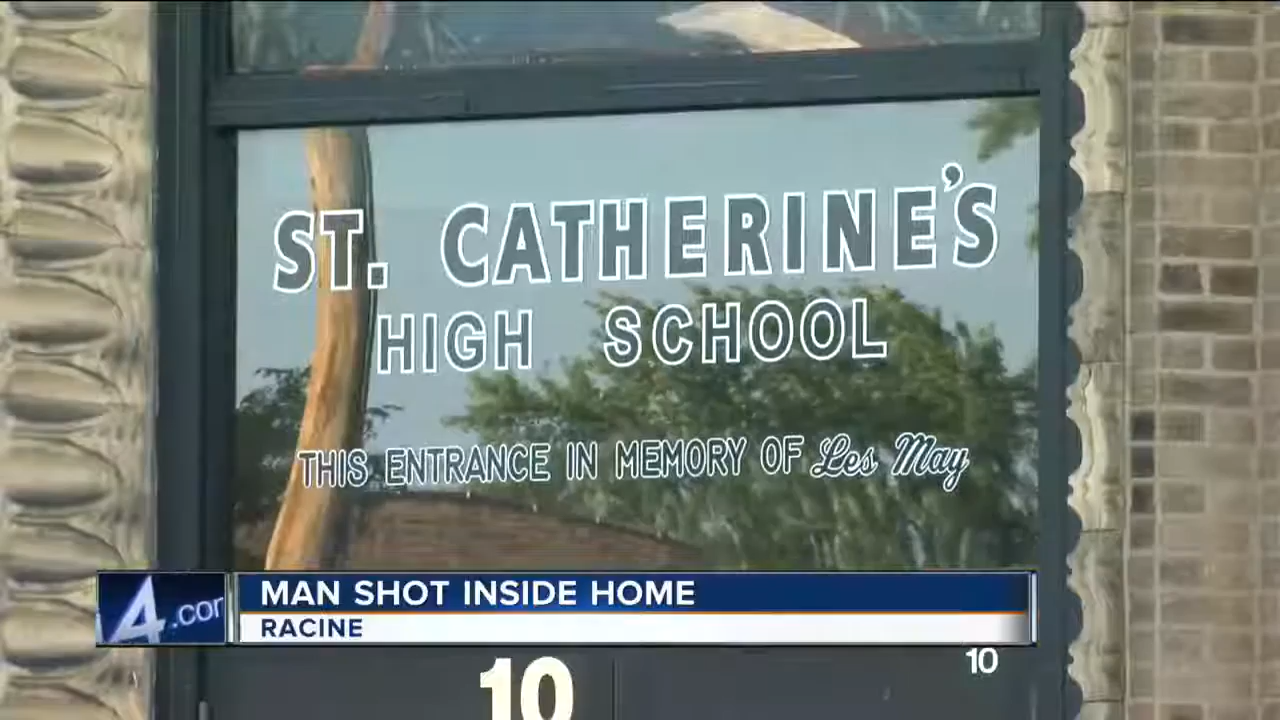 ST. CATHERINE'S
HIGH SCHOOL
THIS ENTRANCE IN MEMORY OF Les May
4.cor
MAN SHOT INSIDE HOME
RACINE
10
10